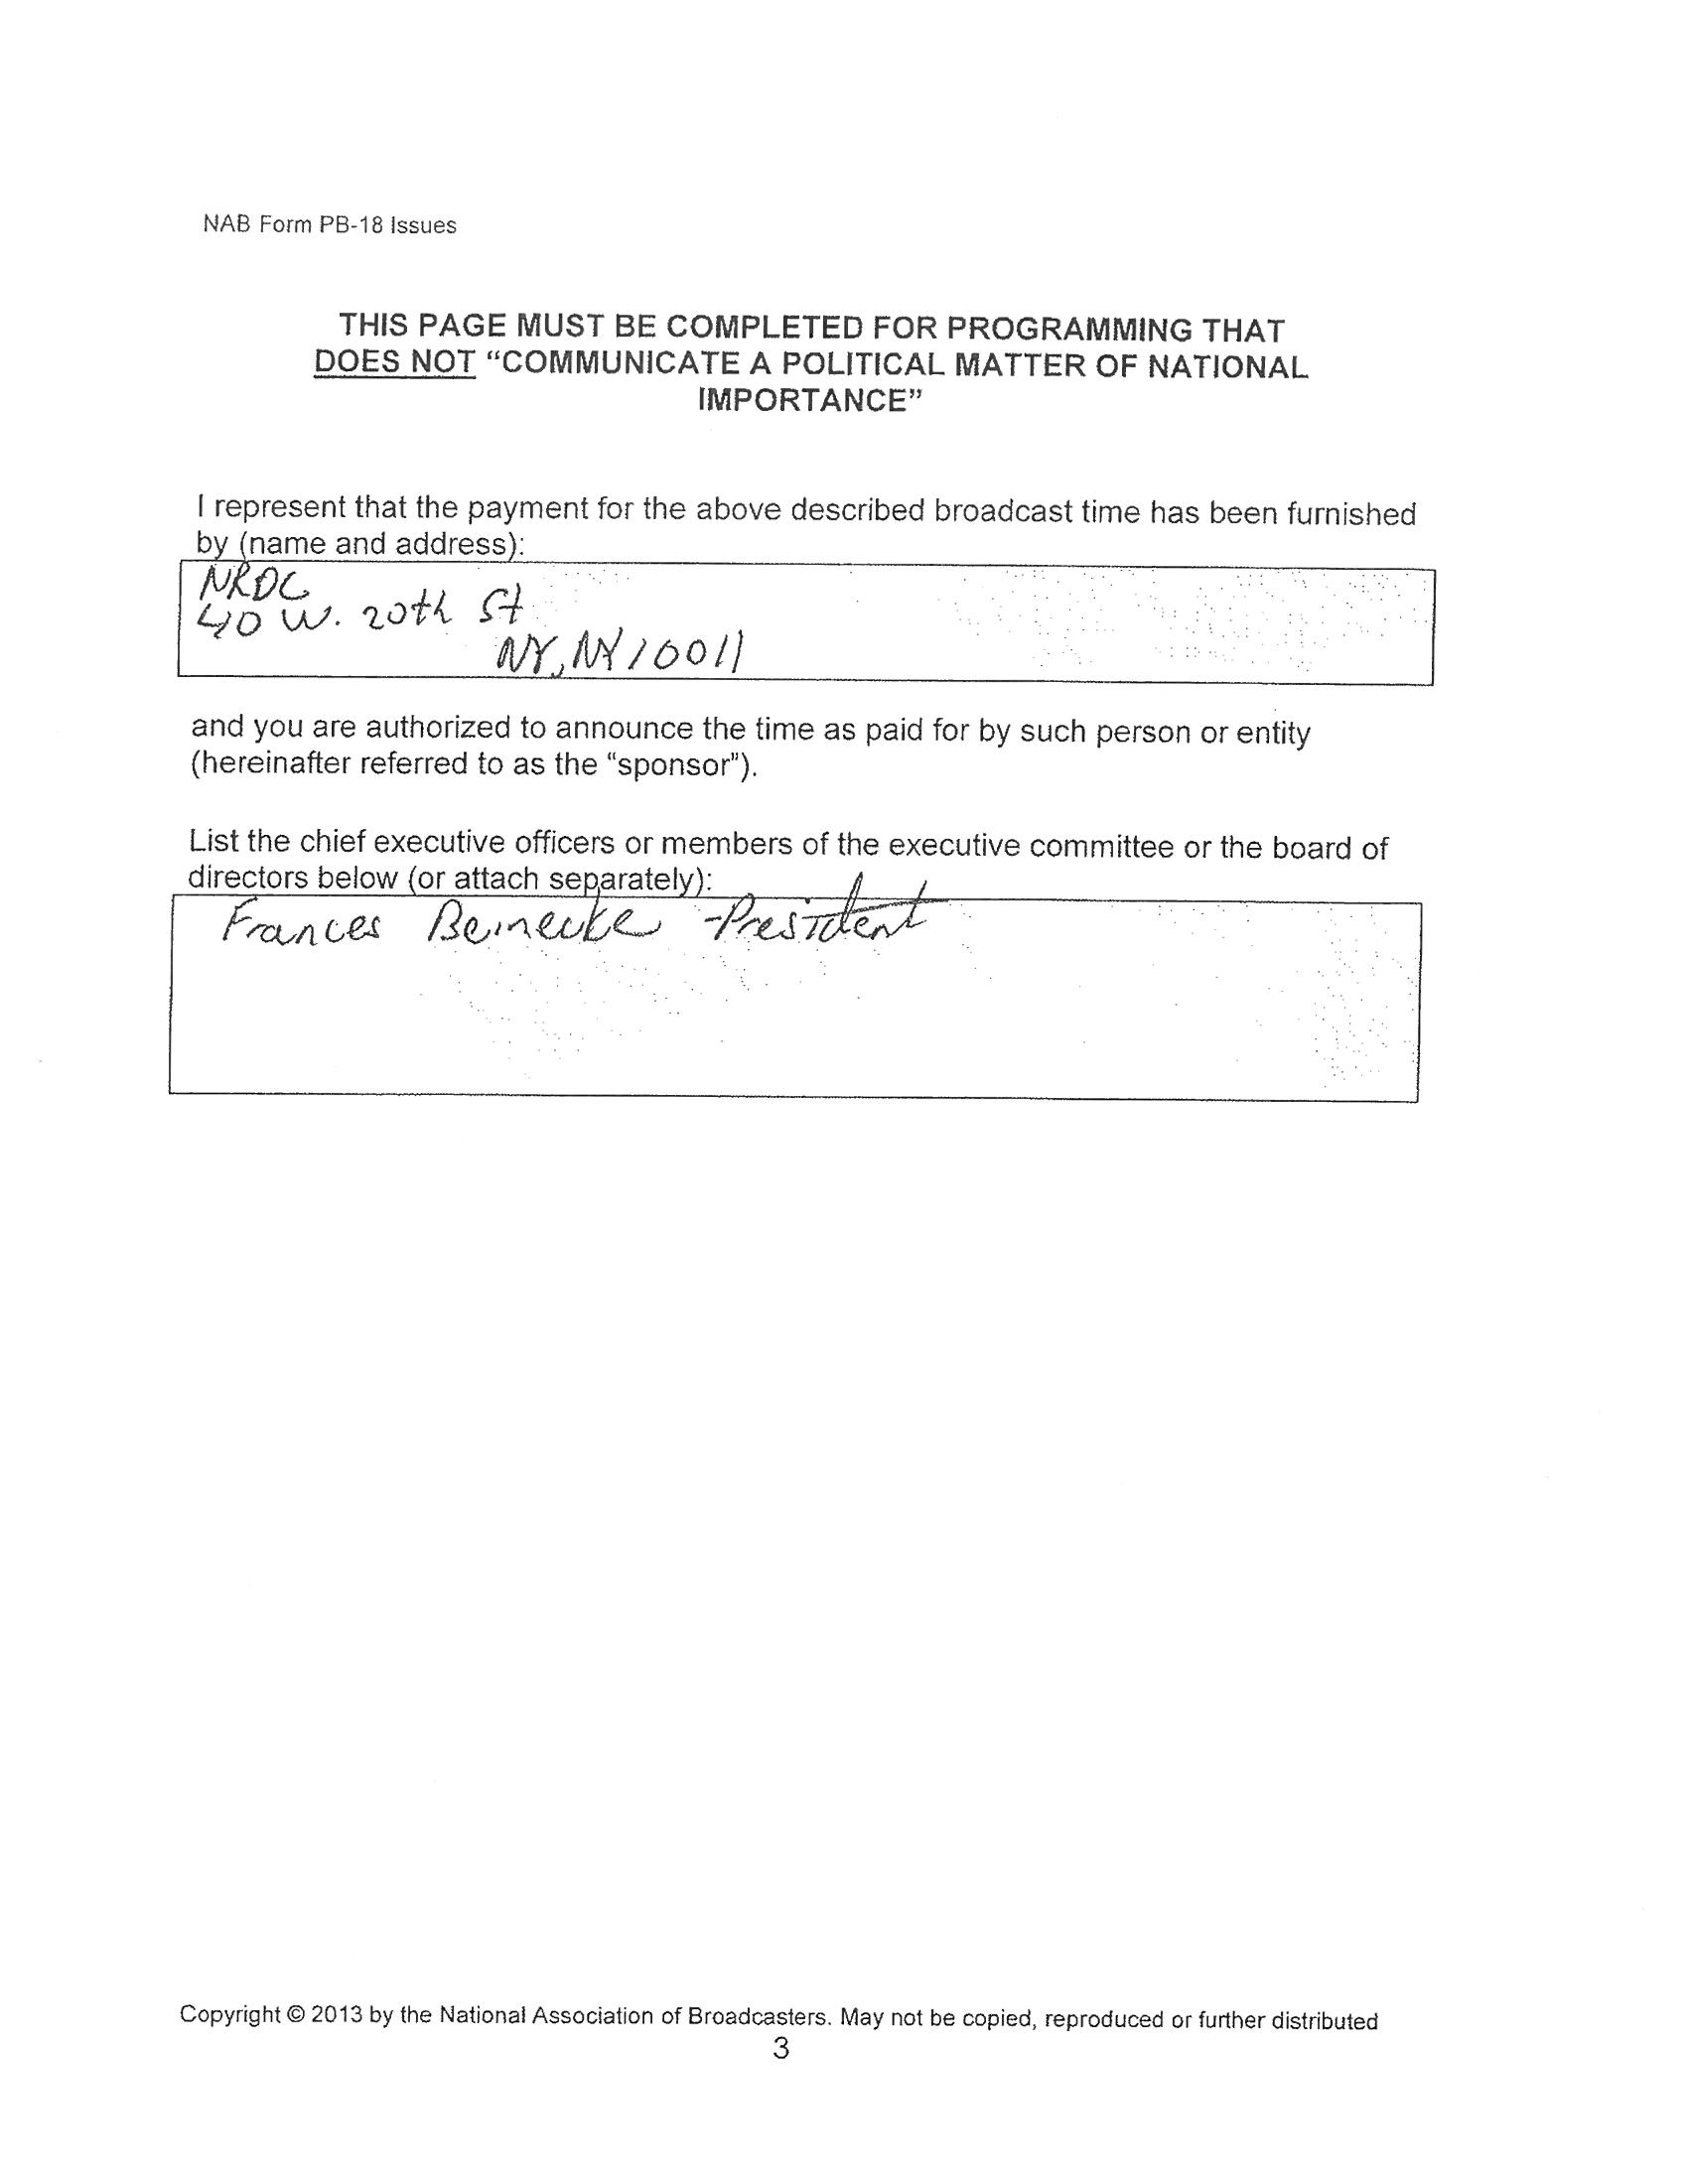 NAB Form PB-18 Issues
THIS PAGE MUST BE COMPLETED FOR PROGRAMMING THAT
DOES NOT “COMMUNICATE A POLITICAL MATTER OF NATIONAL
IMPORTANCE”
I represent that the payment for the above described broadcast time has been furnished
by (name and address):
NRDC
40 W. 20th St
NY, NY 10011
and you are authorized to announce the time as paid for by such person or entity
(hereinafter referred to as the “sponsor”).
List the chief executive officers or members of the executive committee or the board of
directors below (or attach separately):
Frances Beinecke - President
Copyright © 2013 by the National Association of Broadcasters. May not be copied, reproduced or further distributed
3